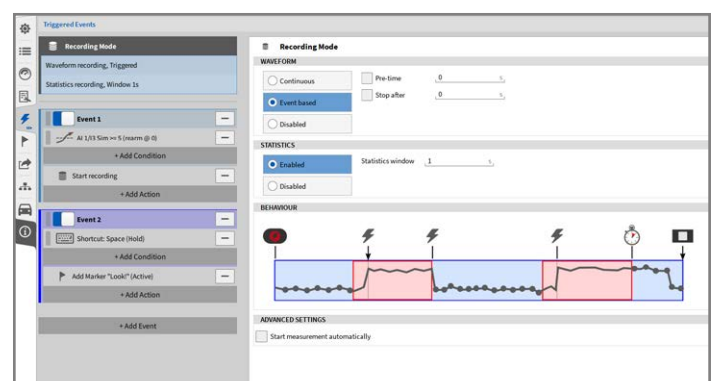 Triggered Events
Recording Mode
Waveform recording, Triggered
Statistics recording, Window 1s
Event 1
AI 1/I3 Sim >= 5 (rearm @ 0)
+ Add Condition
Start recording
+ Add Action
Event 2
Shortcut: Space (Hold)
+ Add Condition
Add Marker "Look!" (Active)
+ Add Action
+ Add Event
Recording Mode
WAVEFORM
Continuous
Pre-time 0 s
Event based
Stop after 0 s
Disabled
STATISTICS
Enabled
Statistics window 1 s
Disabled
BEHAVIOUR
ADVANCED SETTINGS
Start measurement automatically